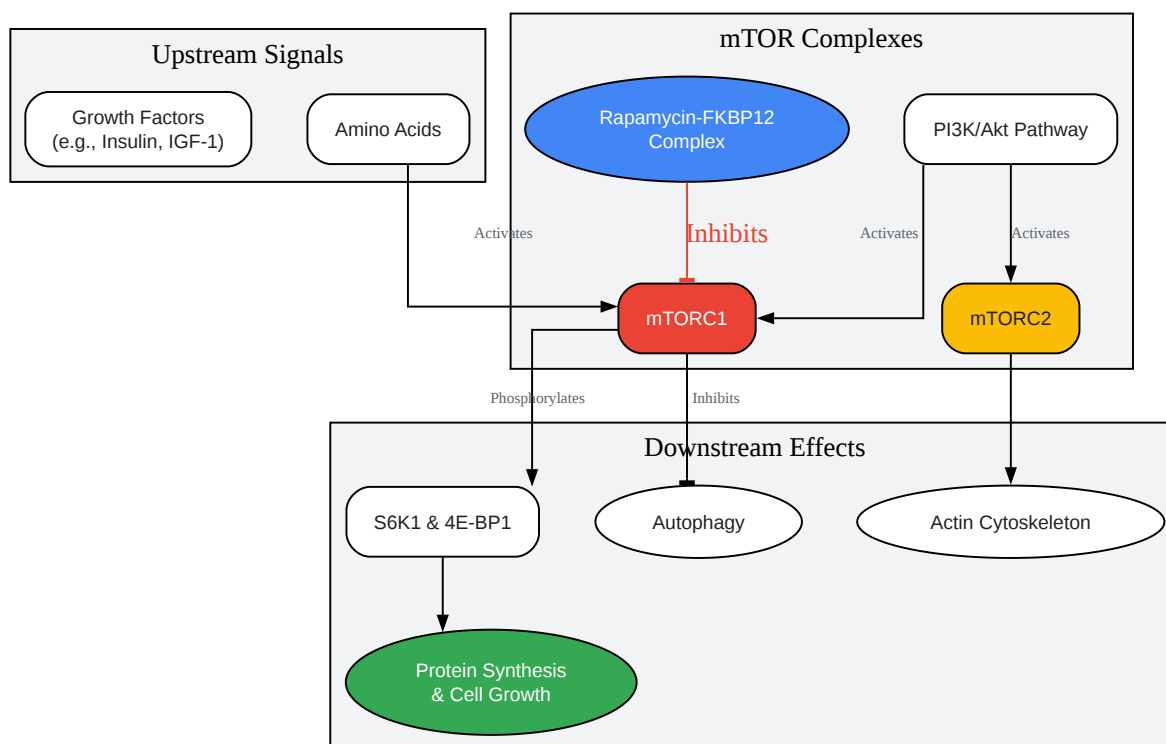 Upstream Signals
Growth Factors
(e.g., Insulin, IGF-1)
Amino Acids
mTOR Complexes
Rapamycin-FKBP12
Complex
PI3K/Akt Pathway
Activates
Inhibits
Activates
Activates
mTORC1
mTORC2
Phosphorylates
Inhibits
Downstream Effects
S6K1 & 4E-BP1
Autophagy
Actin Cytoskeleton
Protein Synthesis
& Cell Growth